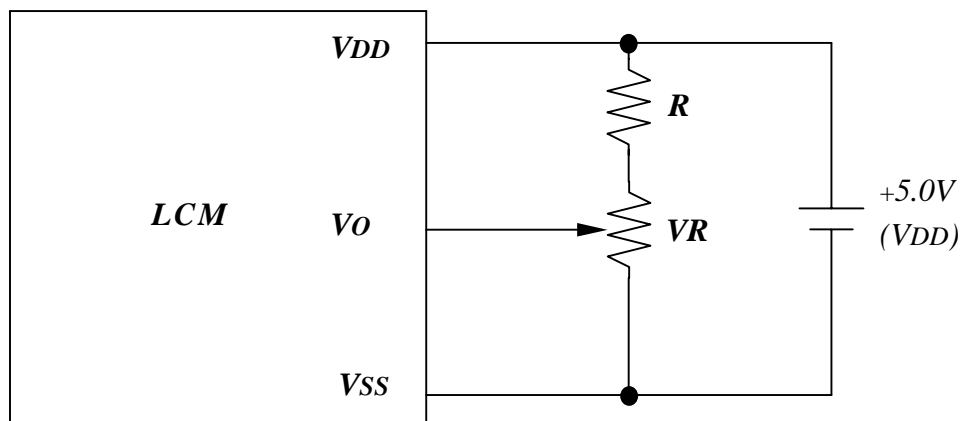 VDD
R
LCM
VO
VR
+5.0V
(VDD)
VSS